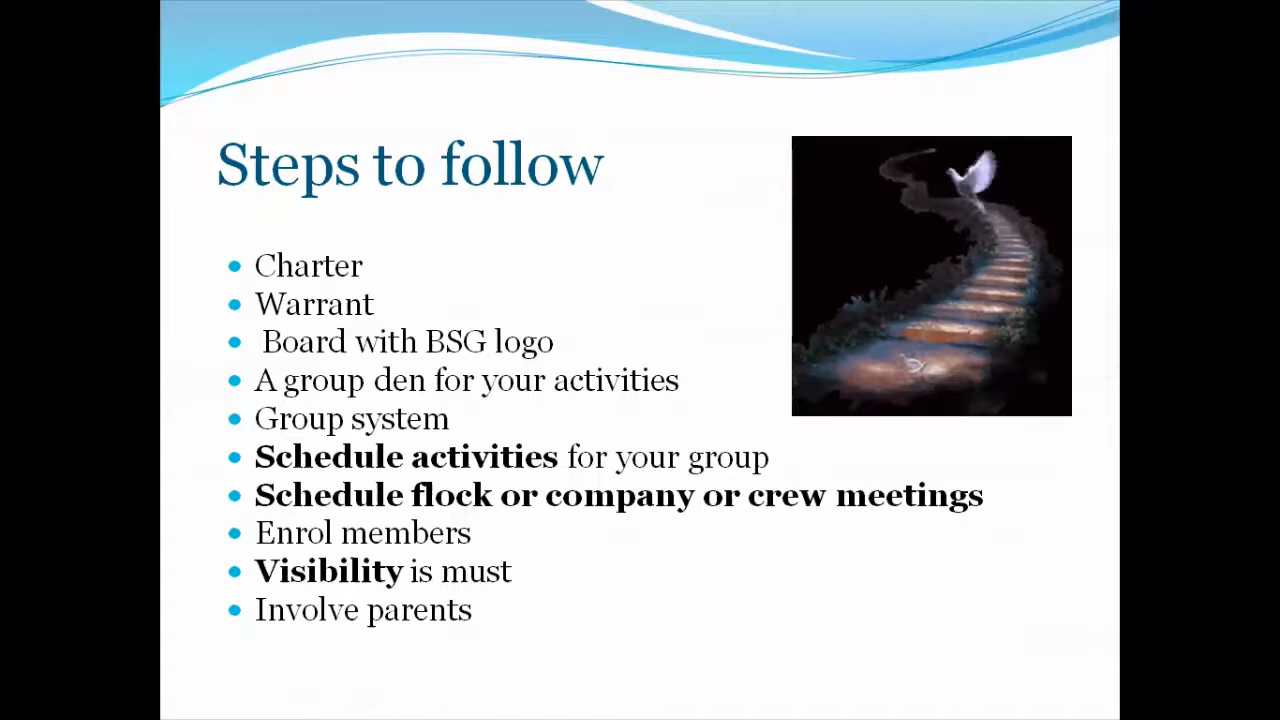 Steps to follow
Charter
Warrant
Board with BSG logo
A group den for your activities
Group system
Schedule activities for your group
Schedule flock or company or crew meetings
Enrol members
Visibility is must
Involve parents